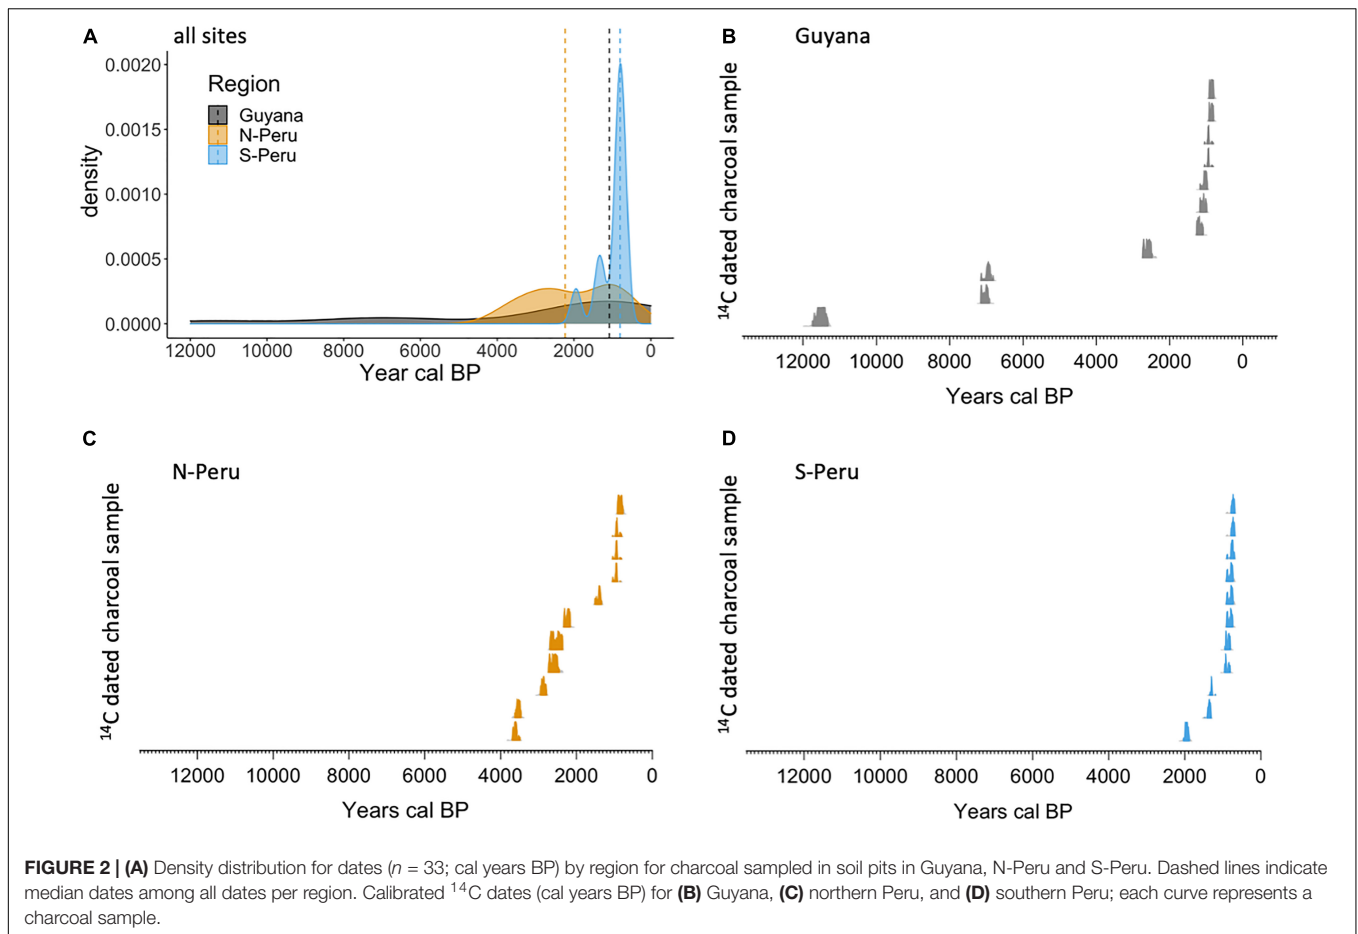 A
all sites
0.0020
0.0015
0.0010
0.0005
0.0000
density
Region
Guyana
N-Peru
S-Peru
12000 10000 8000 6000 4000 2000 0
Year cal BP
B
Guyana
14C dated charcoal sample
12000 10000 8000 6000 4000 2000 0
Years cal BP
C
N-Peru
14C dated charcoal sample
12000 10000 8000 6000 4000 2000 0
Years cal BP
D
S-Peru
14C dated charcoal sample
12000 10000 8000 6000 4000 2000 0
Years cal BP
FIGURE 2 | (A) Density distribution for dates (n = 33; cal years BP) by region for charcoal sampled in soil pits in Guyana, N-Peru and S-Peru. Dashed lines indicate
median dates among all dates per region. Calibrated 14C dates (cal years BP) for (B) Guyana, (C) northern Peru, and (D) southern Peru; each curve represents a
charcoal sample.